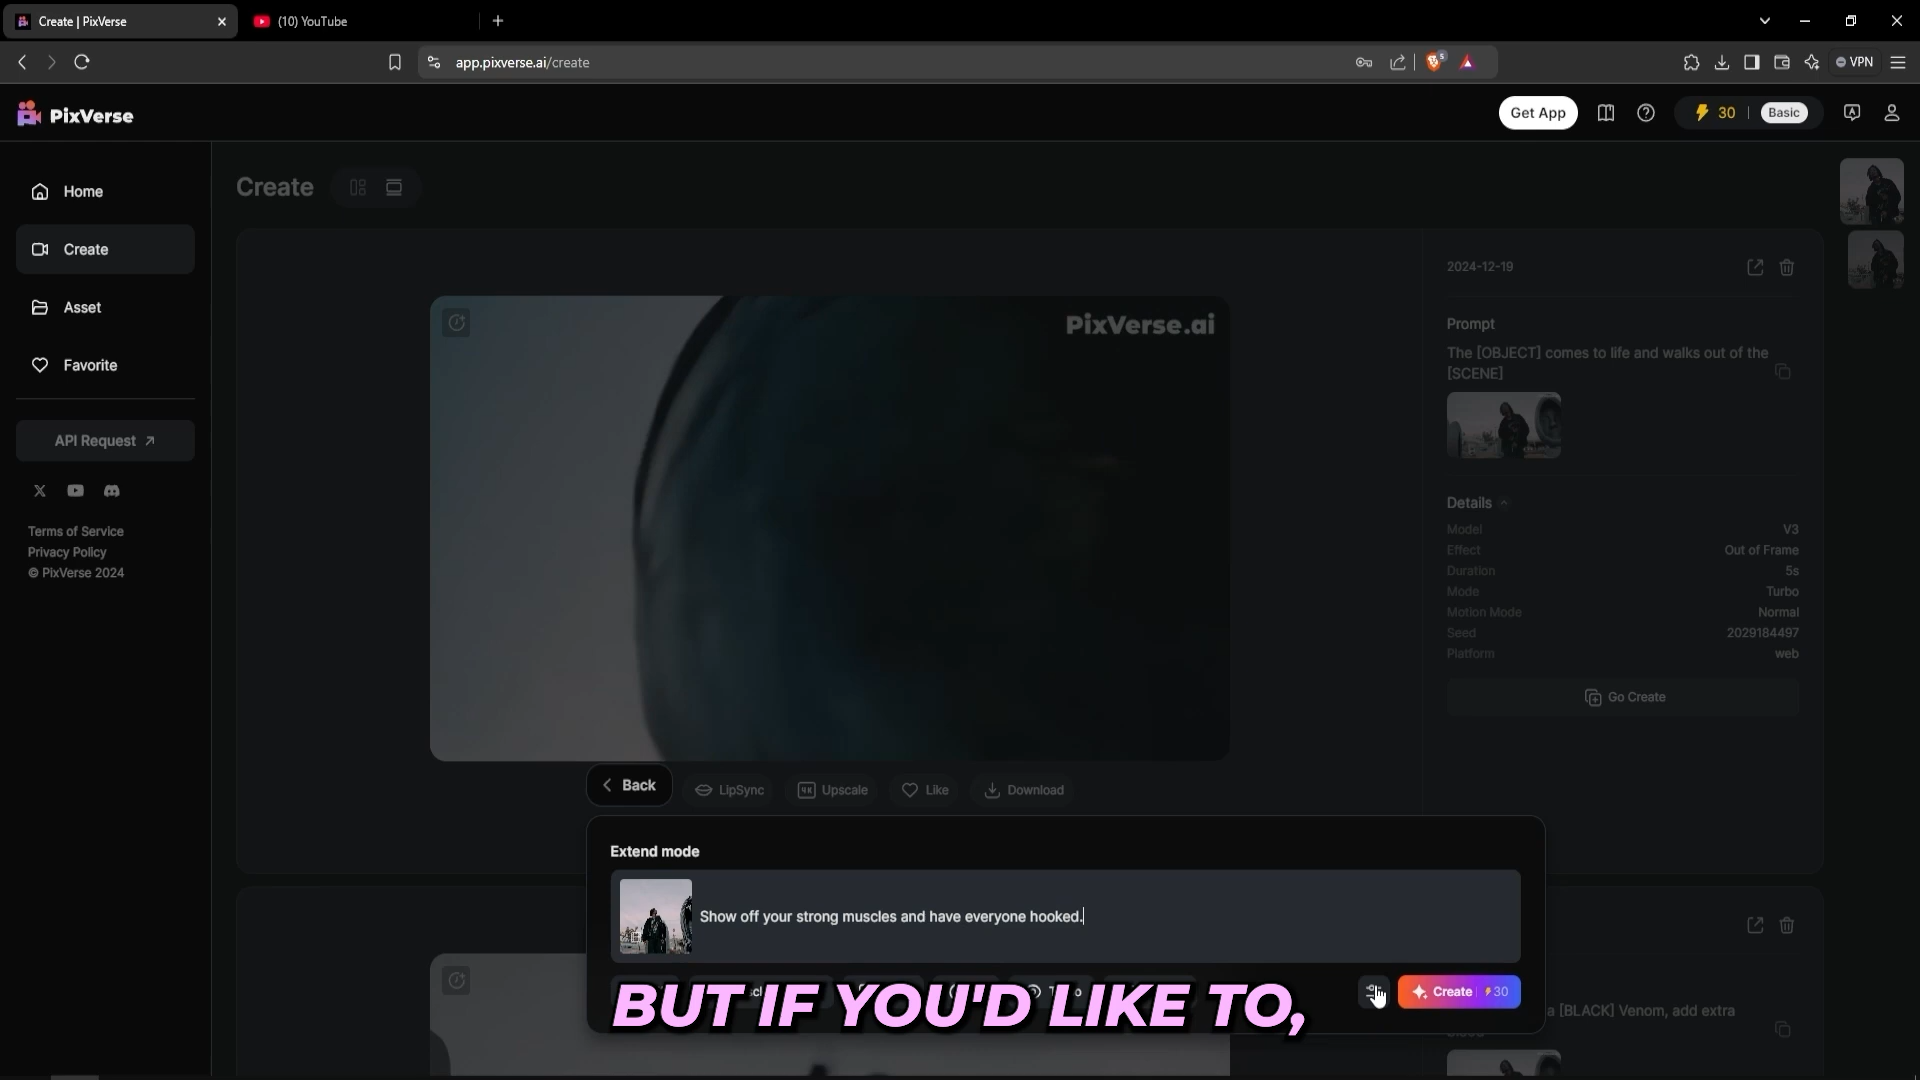 Create | PixVerse
(10) YouTube
app.pixverse.ai/create
VPN
PixVerse
Get App
30
Basic
Home
Create
Asset
Favorite
API Request
Terms of Service
Privacy Policy
© PixVerse 2024
Create
PixVerse.ai
2024-12-19
Prompt
The [OBJECT] comes to life and walks out of the
[SCENE]
Details
Model V3
Effect Out of Frame
Duration 5s
Mode Turbo
Motion Mode Normal
Seed 2029184497
Platform web
Go Create
Back
LipSync
4K Upscale
Like
Download
Extend mode
Show off your strong muscles and have everyone hooked.
Create 30
BUT IF YOU'D LIKE TO,
a [BLACK] Venom, add extra